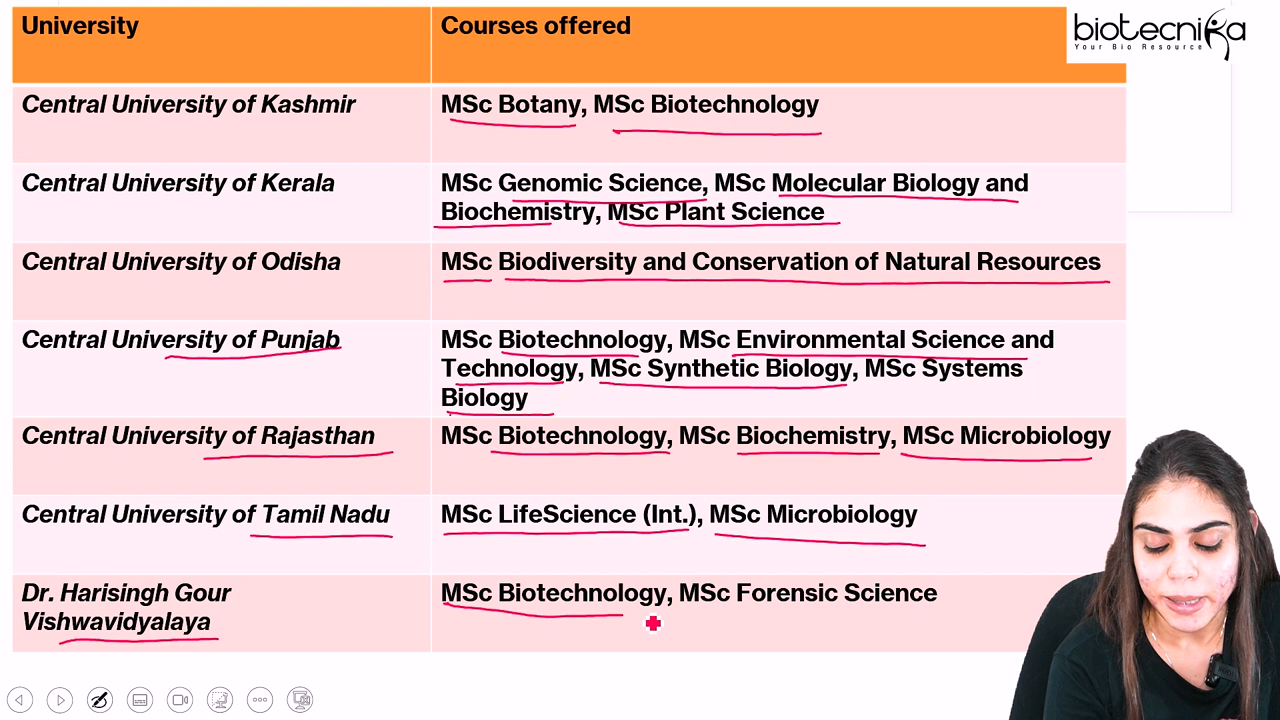 University
Courses offered
biotecnika
Your Bio Resource
Central University of Kashmir
MSc Botany, MSc Biotechnology
Central University of Kerala
MSc Genomic Science, MSc Molecular Biology and
Biochemistry, MSc Plant Science
Central University of Odisha
MSc Biodiversity and Conservation of Natural Resources
Central University of Punjab
MSc Biotechnology, MSc Environmental Science and
Technology, MSc Synthetic Biology, MSc Systems
Biology
Central University of Rajasthan
MSc Biotechnology, MSc Biochemistry, MSc Microbiology
Central University of Tamil Nadu
MSc LifeScience (Int.), MSc Microbiology
Dr. Harisingh Gour
Vishwavidyalaya
MSc Biotechnology, MSc Forensic Science